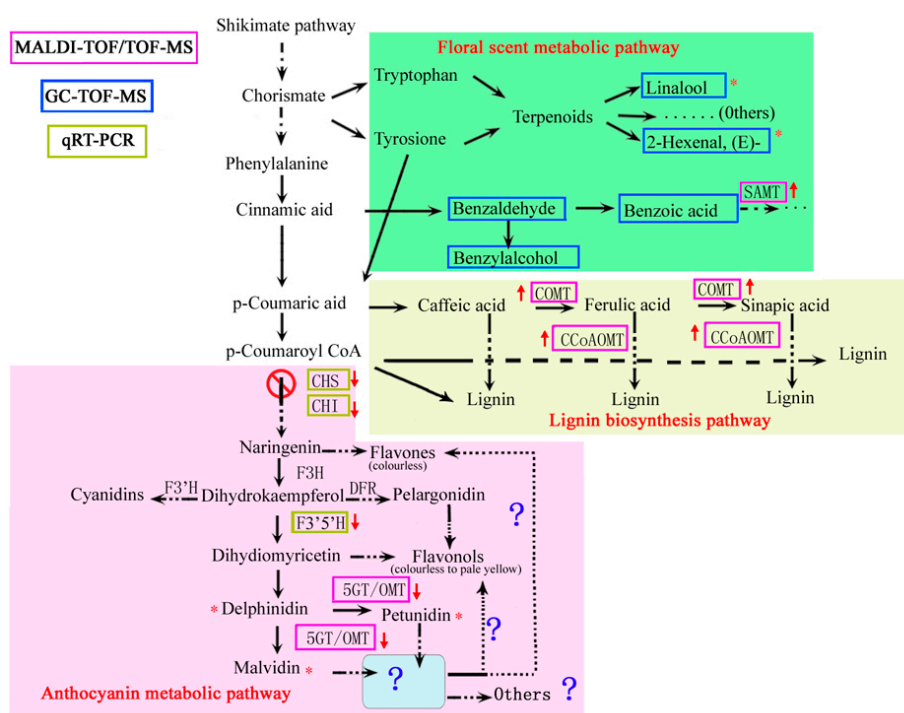 Shikimate pathway
MALDI-TOF/TOF-MS
GC-TOF-MS
qRT-PCR
Floral scent metabolic pathway
Chorismate
Tryptophan
Tyrosione
Terpenoids
Linalool *
...... (0thers)
2-Hexenal, (E)- *
Phenylalanine
Cinnamic aid
Benzaldehyde
Benzoic acid
SAMT
...
Benzylalcohol
p-Coumaric aid
Caffeic acid
COMT
Ferulic acid
COMT
Sinapic acid
CCoAOMT
CCoAOMT
p-Coumaroyl CoA
Lignin
Lignin
Lignin
Lignin
Lignin biosynthesis pathway
CHS
CHI
Naringenin
Flavones
(colourless)
F3H
Cyanidins
F3'H
Dihydrokaempferol
DFR
Pelargonidin
?
F3'5'H
Dihydiomyricetin
Flavonols
(colourless to pale yellow)
5GT/OMT
* Delphinidin
Petunidin *
?
5GT/OMT
Malvidin *
?
Others
?
Anthocyanin metabolic pathway